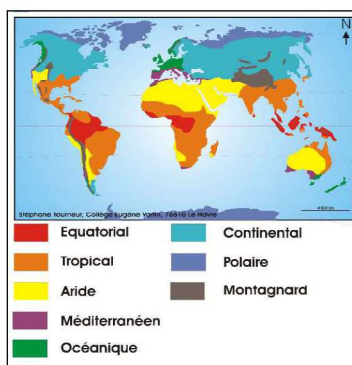 N
Stéphane Tourneur, Collège Eugène Varlin, 76610 Le Havre
Equatorial
Continental
Tropical
Polaire
Aride
Montagnard
Méditerranéen
Océanique